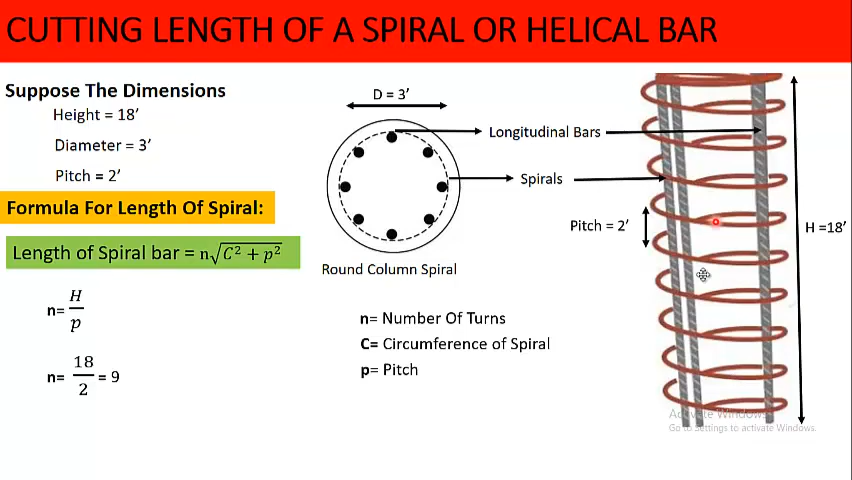 CUTTING LENGTH OF A SPIRAL OR HELICAL BAR
Suppose The Dimensions
Height = 18'
Diameter = 3'
Pitch = 2'
Formula For Length Of Spiral:
Length of Spiral bar = n√C² + p²
n= H/p
n= 18/2 = 9
D = 3'
Longitudinal Bars
Spirals
Round Column Spiral
n= Number Of Turns
C= Circumference of Spiral
p= Pitch
Pitch = 2'
H =18'
Activate Windows
Go to Settings to activate Windows.